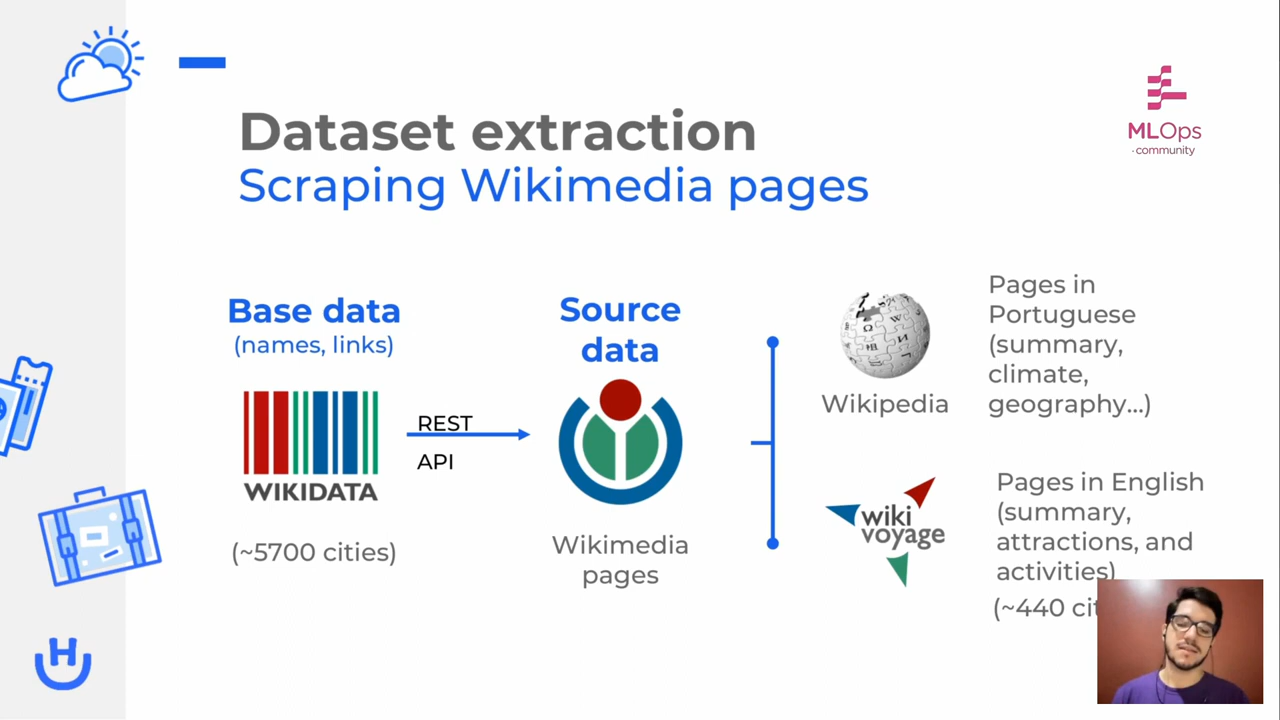 MLOps
community
Dataset extraction
Scraping Wikimedia pages
Base data
(names, links)
WIKIDATA
(~5700 cities)
REST
API
Source
data
Wikimedia
pages
Wikipedia
Pages in
Portuguese
(summary,
climate,
geography...)
wiki
voyage
Pages in English
(summary,
attractions, and
activities)
(~440
H